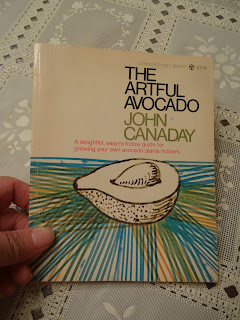 THE
ARTFUL
AVOCADO
JOHN
CANADAY
A delightful, easy-to-follow guide for
growing your own avocado plants indoors